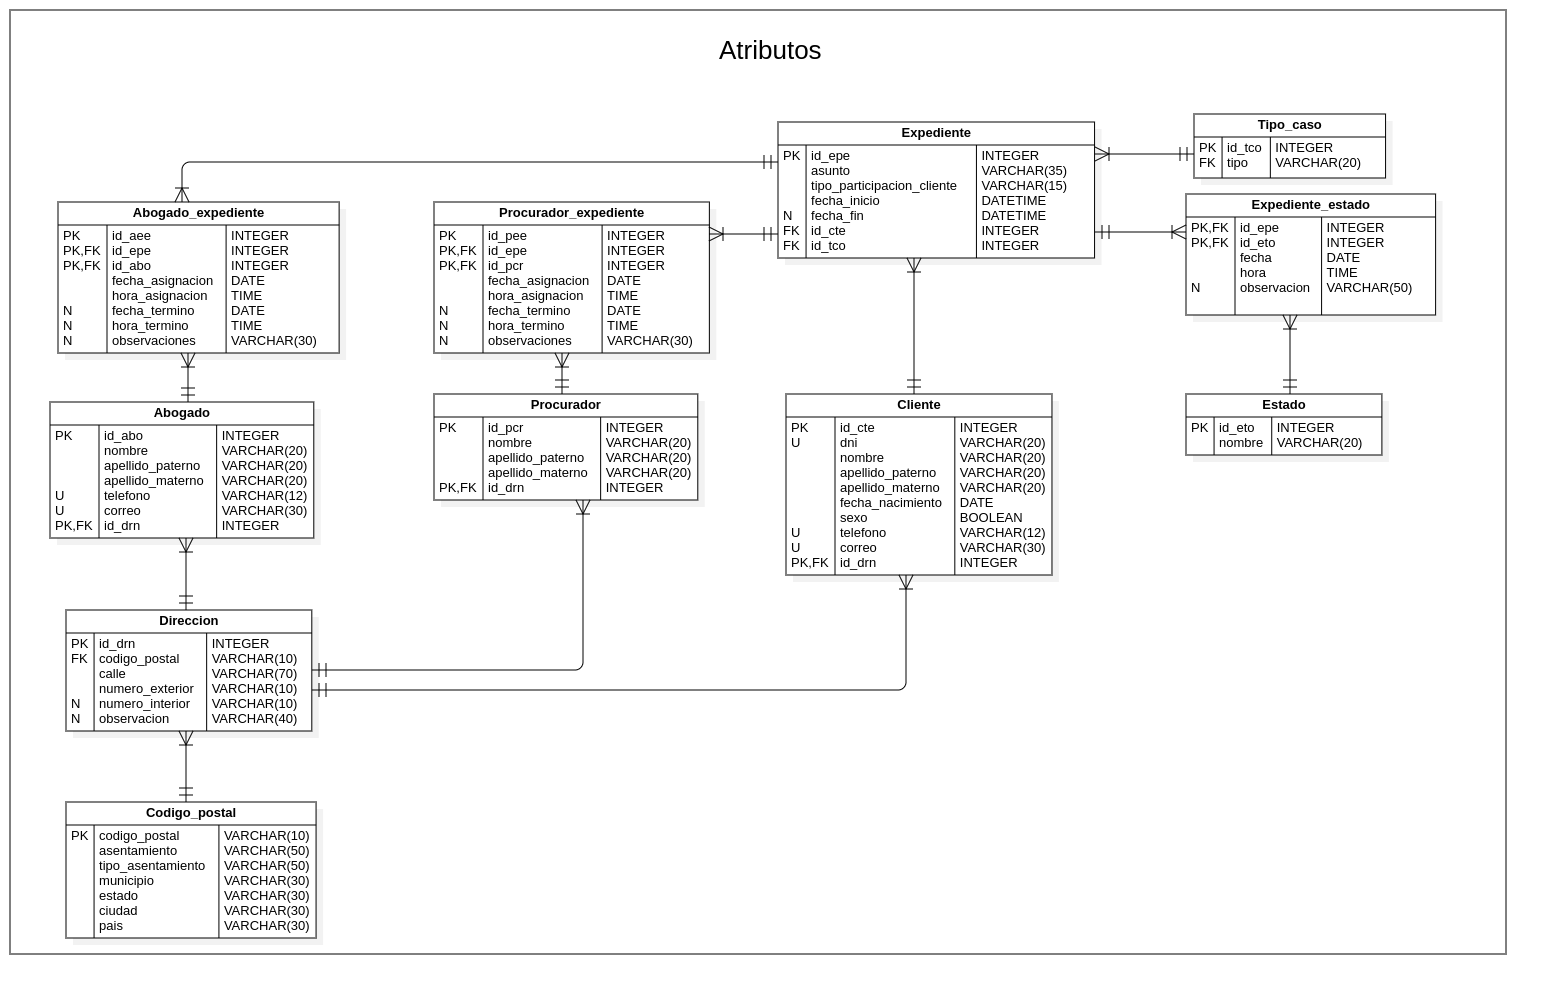 Atributos
Expediente
PK id_epe INTEGER
asunto VARCHAR(35)
tipo_participacion_cliente VARCHAR(15)
fecha_inicio DATETIME
N fecha_fin DATETIME
FK id_cte INTEGER
FK id_tco INTEGER
Tipo_caso
PK id_tco INTEGER
FK tipo VARCHAR(20)
Abogado_expediente
PK id_aee INTEGER
PK,FK id_epe INTEGER
PK,FK id_abo INTEGER
fecha_asignacion DATE
hora_asignacion TIME
N fecha_termino DATE
N hora_termino TIME
N observaciones VARCHAR(30)
Procurador_expediente
PK id_pee INTEGER
PK,FK id_epe INTEGER
PK,FK id_pcr INTEGER
fecha_asignacion DATE
hora_asignacion TIME
N fecha_termino DATE
N hora_termino TIME
N observaciones VARCHAR(30)
Expediente_estado
PK,FK id_epe INTEGER
PK,FK id_eto INTEGER
fecha DATE
hora TIME
N observacion VARCHAR(50)
Abogado
PK id_abo INTEGER
nombre VARCHAR(20)
apellido_paterno VARCHAR(20)
apellido_materno VARCHAR(20)
U telefono VARCHAR(12)
U correo VARCHAR(30)
PK,FK id_drn INTEGER
Procurador
PK id_pcr INTEGER
nombre VARCHAR(20)
apellido_paterno VARCHAR(20)
apellido_materno VARCHAR(20)
PK,FK id_drn INTEGER
Cliente
PK id_cte INTEGER
U dni VARCHAR(20)
nombre VARCHAR(20)
apellido_paterno VARCHAR(20)
apellido_materno VARCHAR(20)
fecha_nacimiento DATE
sexo BOOLEAN
U telefono VARCHAR(12)
U correo VARCHAR(30)
PK,FK id_drn INTEGER
Estado
PK id_eto INTEGER
nombre VARCHAR(20)
Direccion
PK id_drn INTEGER
FK codigo_postal VARCHAR(10)
calle VARCHAR(70)
numero_exterior VARCHAR(10)
N numero_interior VARCHAR(10)
N observacion VARCHAR(40)
Codigo_postal
PK codigo_postal VARCHAR(10)
asentamiento VARCHAR(50)
tipo_asentamiento VARCHAR(50)
municipio VARCHAR(30)
estado VARCHAR(30)
ciudad VARCHAR(30)
pais VARCHAR(30)